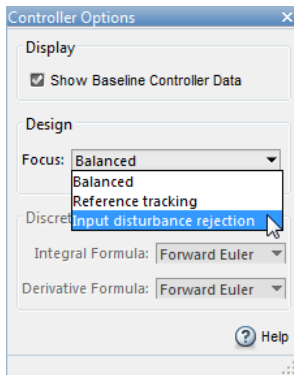 Controller Options
Display
Show Baseline Controller Data
Design
Focus: Balanced
Balanced
Reference tracking
Input disturbance rejection
Discret
Integral Formula: Forward Euler
Derivative Formula: Forward Euler
Help